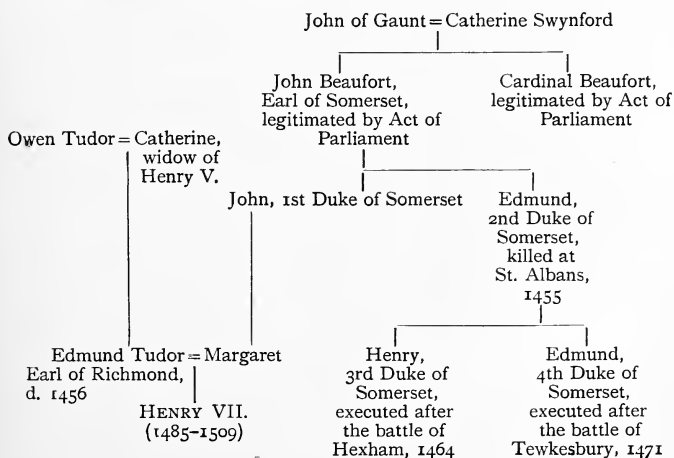 John of Gaunt = Catherine Swynford
John Beaufort,
Earl of Somerset,
legitimated by Act of
Parliament
Cardinal Beaufort,
legitimated by Act of
Parliament
Owen Tudor = Catherine,
widow of
Henry V.
John, 1st Duke of Somerset
Edmund,
2nd Duke of
Somerset,
killed at
St. Albans,
1455
Edmund Tudor = Margaret
Earl of Richmond,
d. 1456
HENRY VII.
(1485–1509)
Henry,
3rd Duke of
Somerset,
executed after
the battle of
Hexham, 1464
Edmund,
4th Duke of
Somerset,
executed after
the battle of
Tewkesbury, 1471